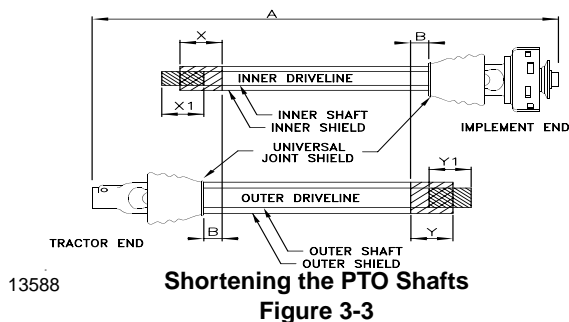 A
X
B
INNER DRIVELINE
X1
INNER SHAFT
INNER SHIELD
IMPLEMENT END
UNIVERSAL
JOINT SHIELD
Y1
OUTER DRIVELINE
B
Y
TRACTOR END
OUTER SHAFT
OUTER SHIELD
13588
Shortening the PTO Shafts
Figure 3-3